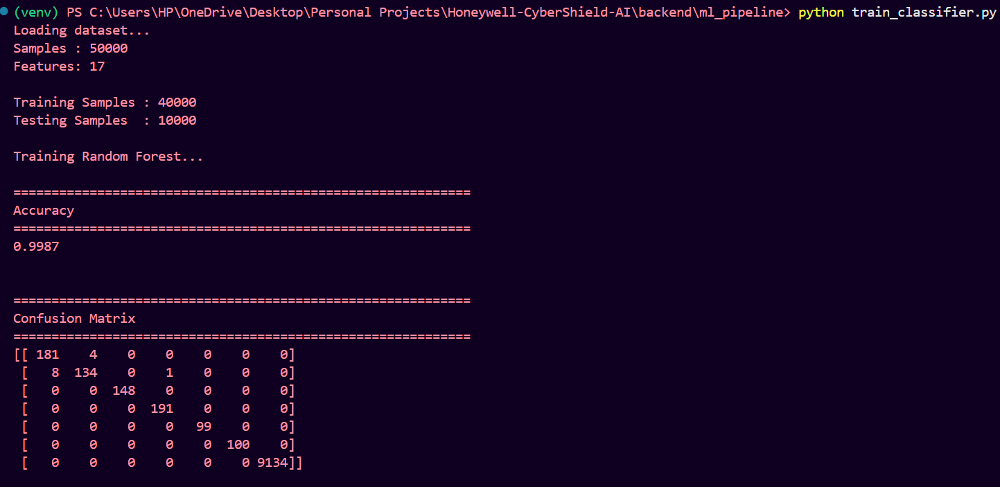 (venv) PS C:\Users\HP\OneDrive\Desktop\Personal Projects\Honeywell-CyberShield-AI\backend\ml_pipeline> python train_classifier.py
Loading dataset...
Samples : 50000
Features: 17
Training Samples : 40000
Testing Samples  : 10000
Training Random Forest...
============================================================
Accuracy
============================================================
0.9987
============================================================
Confusion Matrix
============================================================
[[ 181    4    0    0    0    0    0]
 [   8  134    0    1    0    0    0]
 [   0    0  148    0    0    0    0]
 [   0    0    0  191    0    0    0]
 [   0    0    0    0   99    0    0]
 [   0    0    0    0    0  100    0]
 [   0    0    0    0    0    0 9134]]